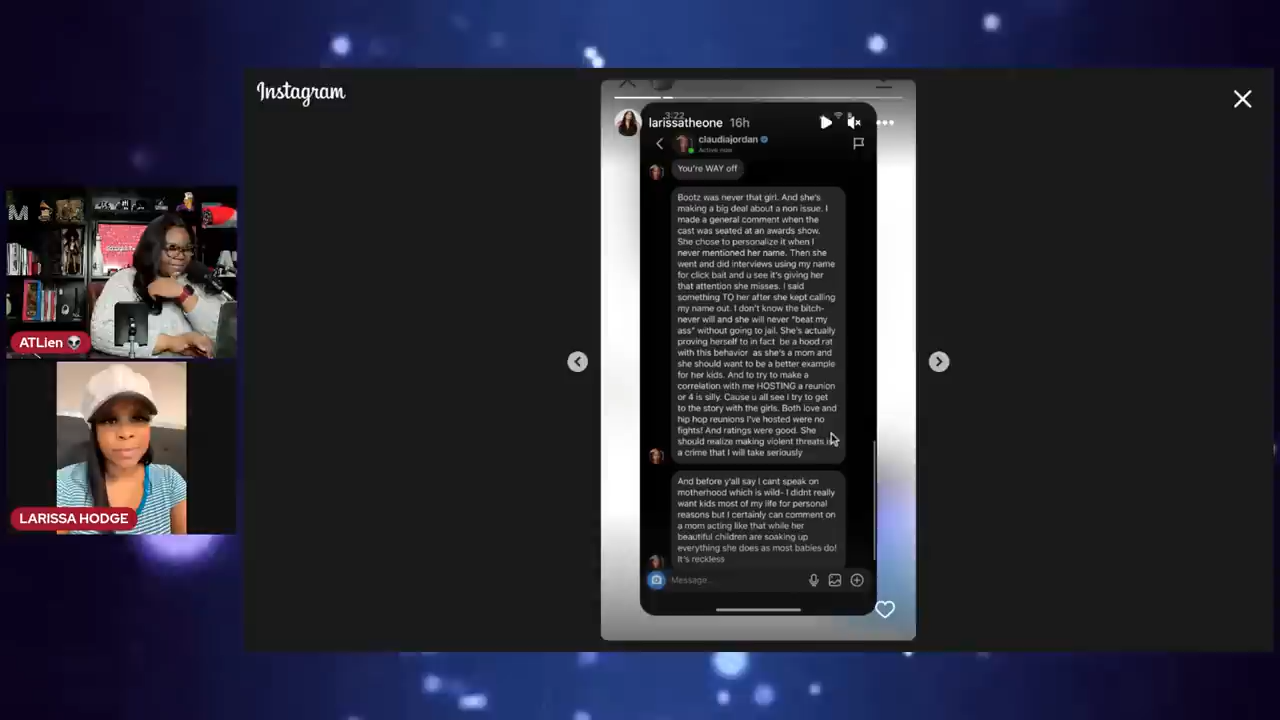 Instagram
3:22
larissatheone 16h
claudiajordan
Active now
You're WAY off
Bootz was never that girl. And she's
making a big deal about a non issue. I
made a general comment when the
cast was seated at an awards show.
She chose to personalize it when I
never mentioned her name. Then she
went and did interviews using my name
for click bait and u see it's giving her
that attention she misses. I said
something TO her after she kept calling
my name out. I don't know the bitch-
never will and she will never "beat my
ass" without going to jail. She's actually
proving herself to in fact be a hood rat
with this behavior as she's a mom and
she should want to be a better example
for her kids. And to try to make a
correlation with me HOSTING a reunion
or 4 is silly. Cause u all see I try to get
to the story with the girls. Both love and
hip hop reunions I've hosted were no
fights! And ratings were good. She
should realize making violent threats is
a crime that I will take seriously
And before y'all say I cant speak on
motherhood which is wild- I didnt really
want kids most of my life for personal
reasons but I certainly can comment on
a mom acting like that while her
beautiful children are soaking up
everything she does as most babies do!
It's reckless
Message...
M
ATLien
LARISSA HODGE